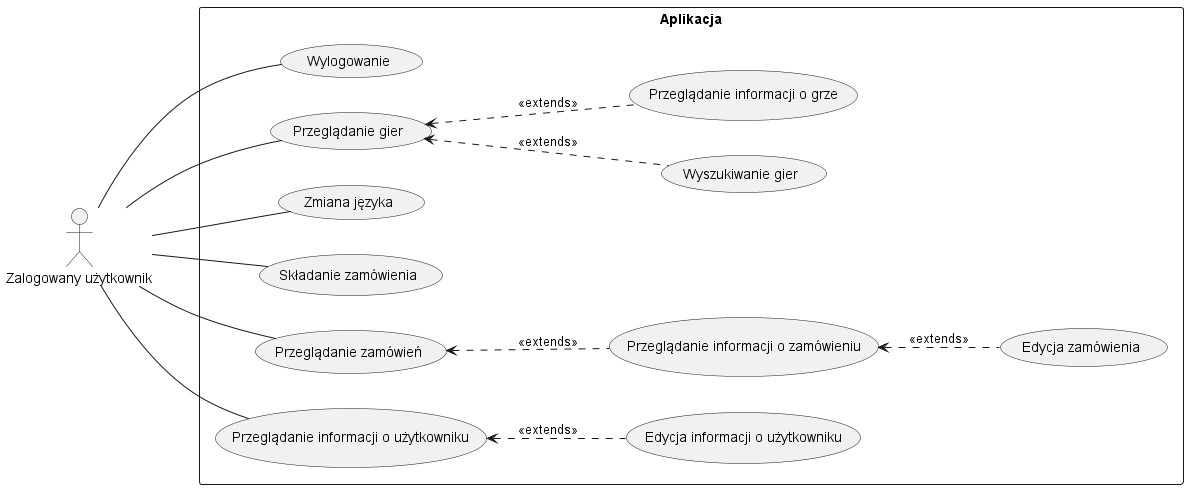 Aplikacja
Wylogowanie
Przeglądanie informacji o grze
«extends»
Przeglądanie gier
«extends»
Wyszukiwanie gier
Zmiana języka
Zalogowany użytkownik
Składanie zamówienia
Przeglądanie zamówień
«extends»
Przeglądanie informacji o zamówieniu
«extends»
Edycja zamówienia
Przeglądanie informacji o użytkowniku
«extends»
Edycja informacji o użytkowniku